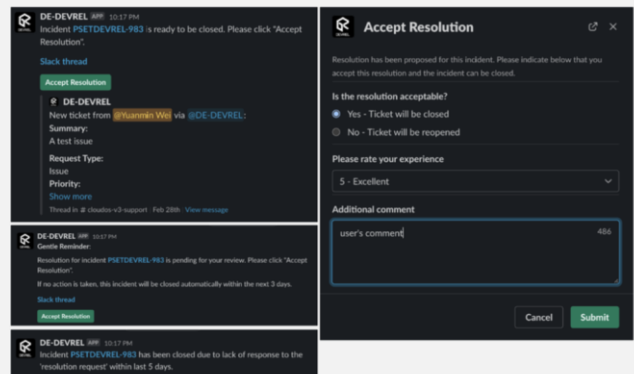 DE-DEVREL APP 10:17 PM
Incident PSETDEVREL-983 is ready to be closed. Please click "Accept
Resolution".
Slack thread
Accept Resolution
DE-DEVREL
New ticket from @Yuanmin Wei via @DE-DEVREL:
Summary:
A test issue
Request Type:
Issue
Priority:
Show more
Thread in # cloudos-v3-support Feb 28th View message
DE-DEVREL APP 10:17 PM
Gentle Reminder:
Resolution for incident PSETDEVREL-983 is pending for your review. Please click "Accept
Resolution".
If no action is taken, this incident will be closed automatically within the next 3 days.
Slack thread
Accept Resolution
DE-DEVREL APP 10:17 PM
Incident PSETDEVREL-983 has been closed due to lack of response to the
'resolution request' within last 5 days.
Accept Resolution
Resolution has been proposed for this incident. Please indicate below that you
accept this resolution and the incident can be closed.
Is the resolution acceptable?
Yes - Ticket will be closed
No - Ticket will be reopened
Please rate your experience
5 - Excellent
Additional comment
user's comment
486
Cancel
Submit